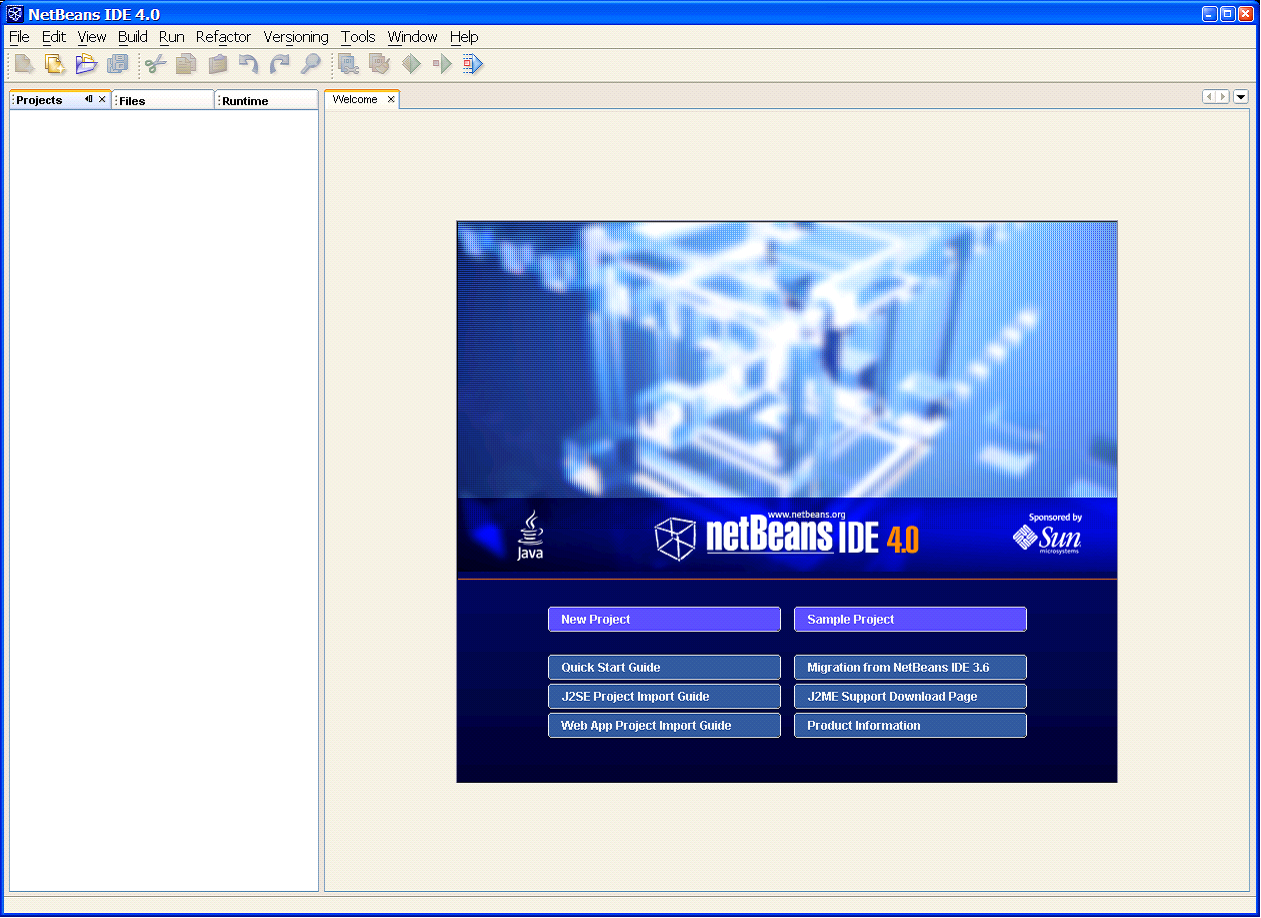 NetBeans IDE 4.0
File Edit View Build Run Refactor Versioning Tools Window Help
Projects Files Runtime Welcome
www.netbeans.org
netBeans IDE 4.0
Java
Sponsored by
Sun
microsystems
New Project Sample Project
Quick Start Guide Migration from NetBeans IDE 3.6
J2SE Project Import Guide J2ME Support Download Page
Web App Project Import Guide Product Information